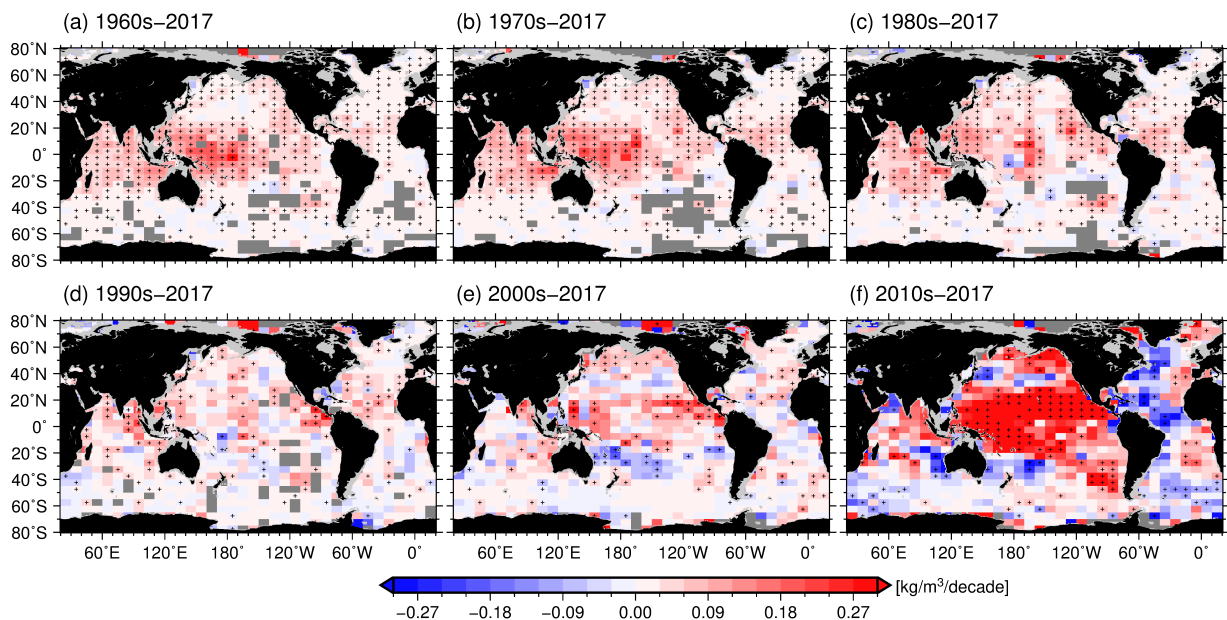 (a) 1960s−2017 (b) 1970s−2017 (c) 1980s−2017
80˚N
60˚N
40˚N
20˚N
0˚
20˚S
40˚S
60˚S
80˚S
(d) 1990s−2017 (e) 2000s−2017 (f) 2010s−2017
80˚N
60˚N
40˚N
20˚N
0˚
20˚S
40˚S
60˚S
80˚S
60˚E 120˚E 180˚ 120˚W 60˚W 0˚ 60˚E 120˚E 180˚ 120˚W 60˚W 0˚ 60˚E 120˚E 180˚ 120˚W 60˚W 0˚
[kg/m³/decade]
−0.27 −0.18 −0.09 0.00 0.09 0.18 0.27